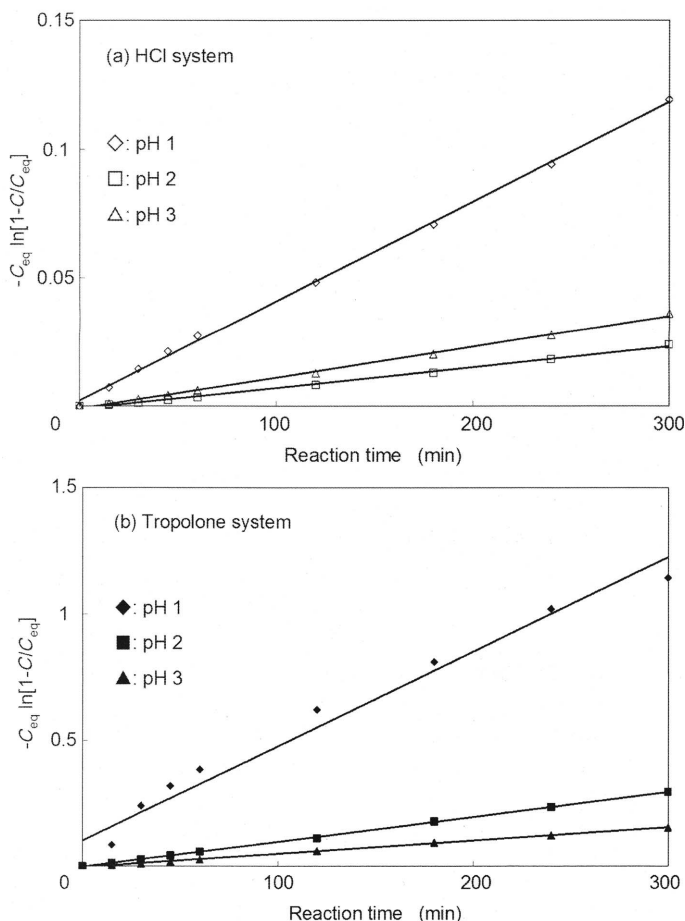 0.15
(a) HCl system
◇: pH 1
□: pH 2
△: pH 3
0.1
0.05
0
0 100 200 300
Reaction time (min)
-Ceq ln[1-C/Ceq]
1.5
(b) Tropolone system
◆: pH 1
■: pH 2
▲: pH 3
1
0.5
0
0 100 200 300
Reaction time (min)
-Ceq ln[1-C/Ceq]